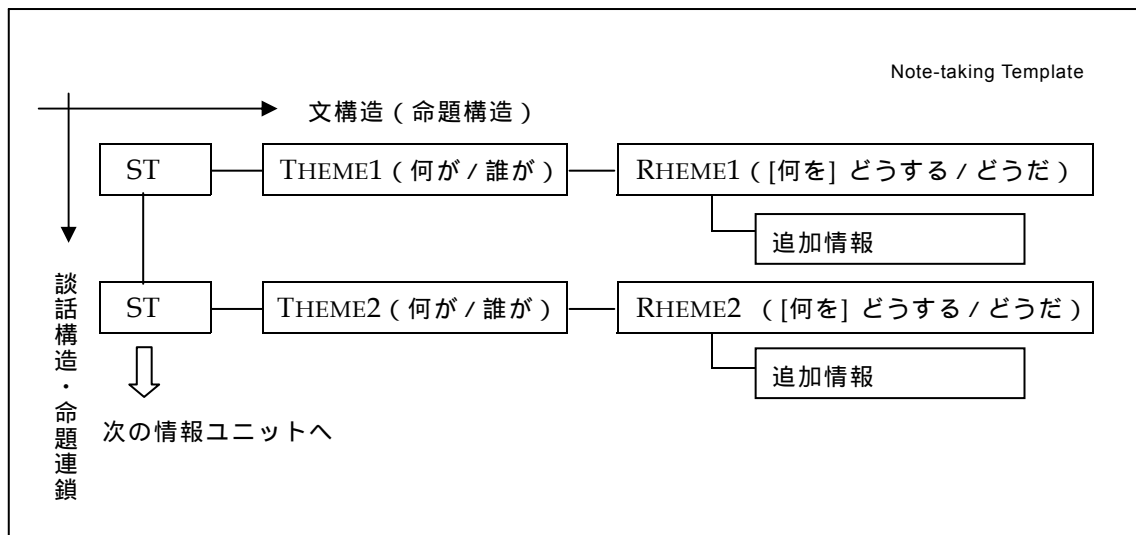 Note-taking Template
文構造（命題構造）
ST
THEME1（何が／誰が）
RHEME1（[何を] どうする／どうだ）
追加情報
ST
THEME2（何が／誰が）
RHEME2 （[何を] どうする／どうだ）
追加情報
次の情報ユニットへ
談話構造・命題連鎖